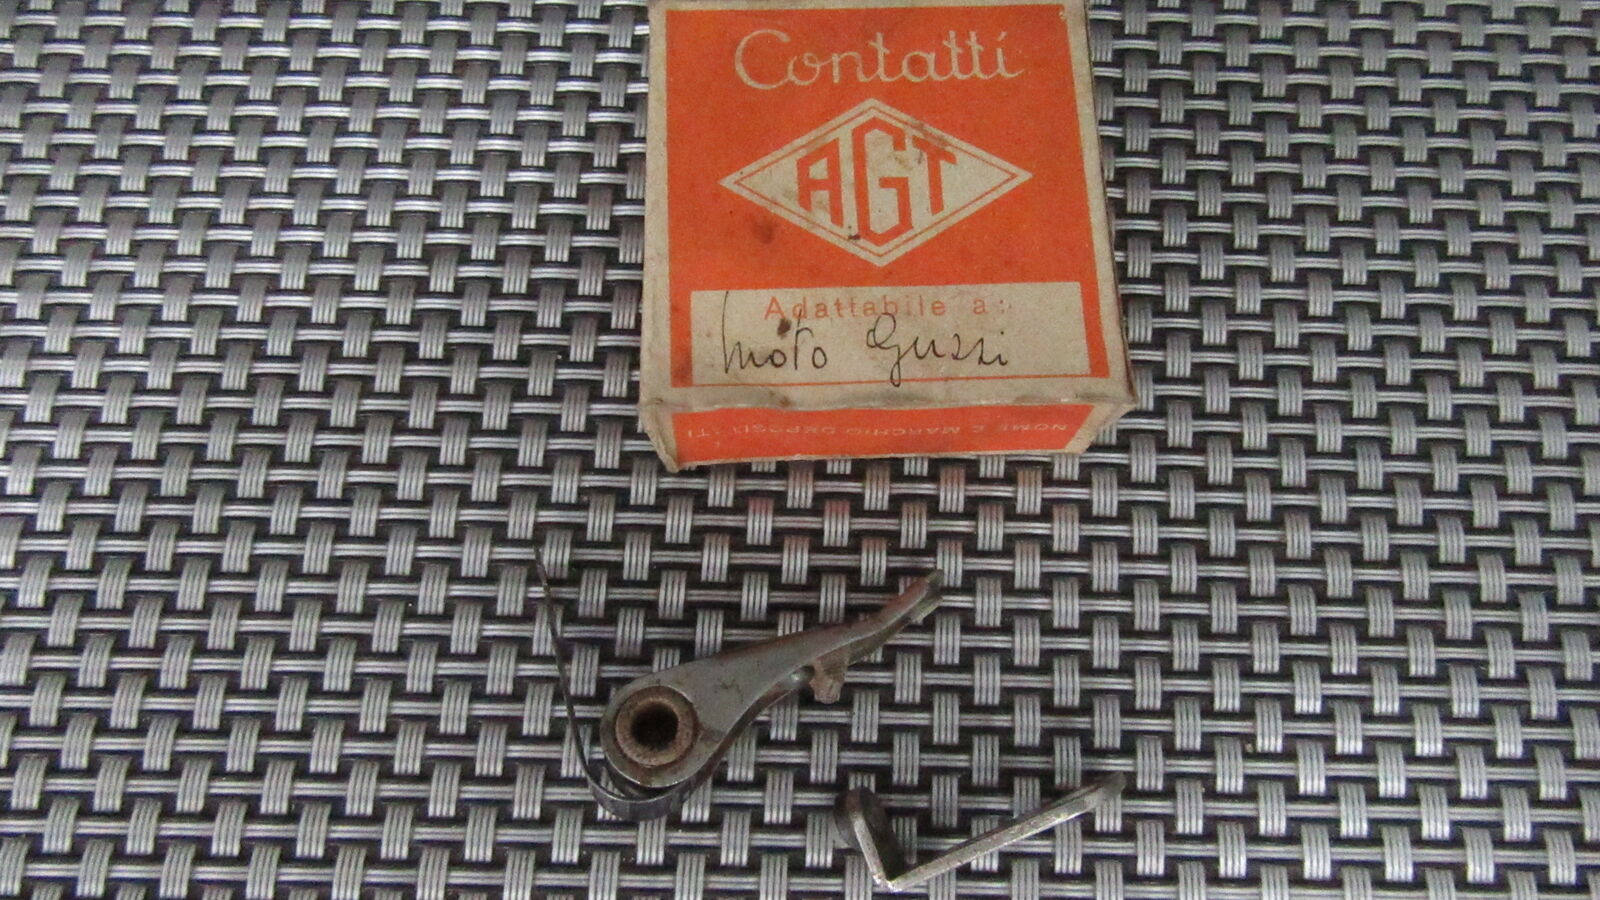 Contatti
AGT
Adattabile a:
Moto Guzzi
NOME E MARCHIO DEPOSITATI